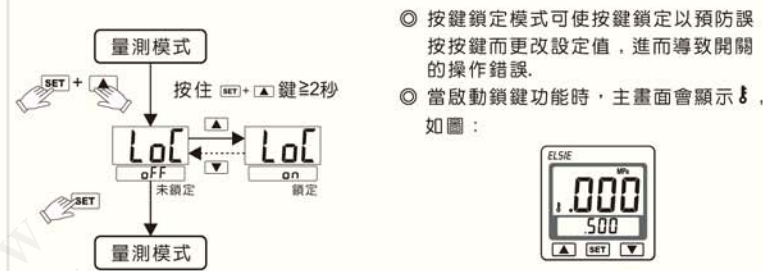 量測模式
SET + ▲
按住 SET + ▲ 鍵≧2秒
LoC ▲ LoC
oFF ▼ on
未鎖定 鎖定
SET
量測模式
◎ 按鍵鎖定模式可使按鍵鎖定以預防誤
按按鍵而更改設定值，進而導致開關
的操作錯誤.
◎ 當啟動鎖鍵功能時，主畫面會顯示，
如圖：
ELSIE
MPa
.000
.500
▲ SET ▼